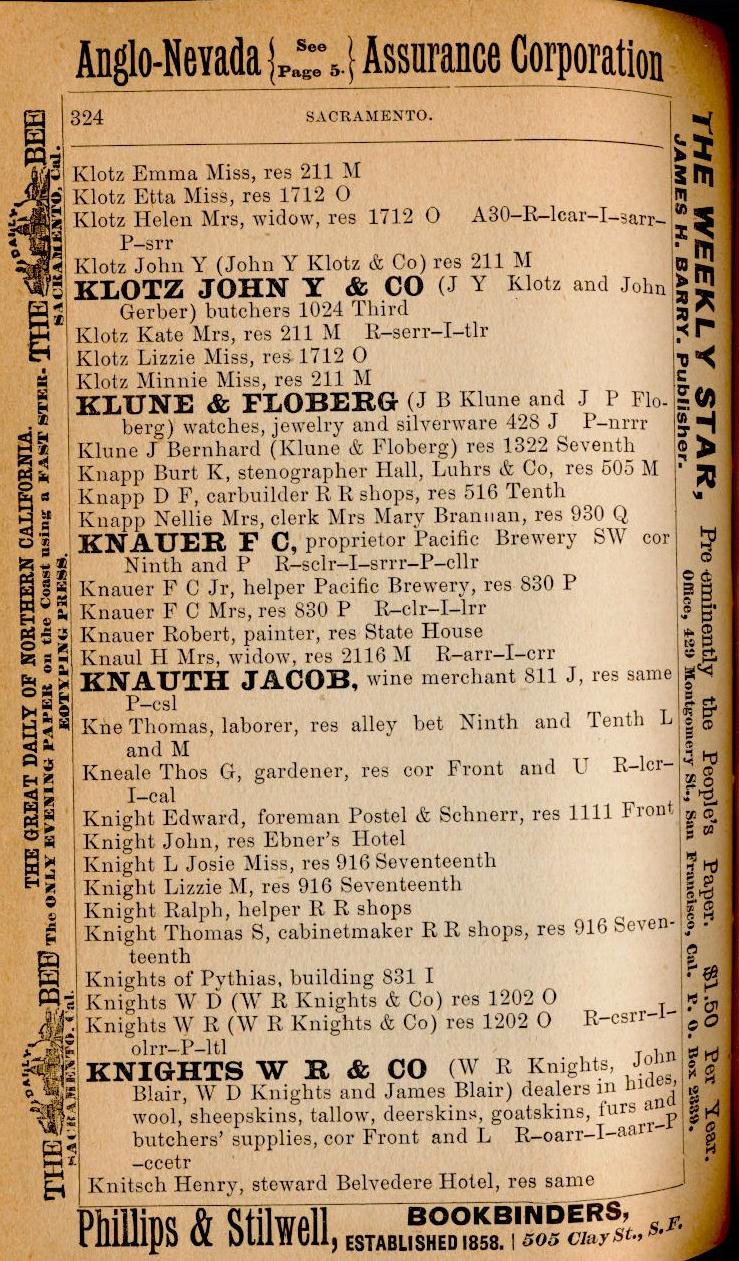 Anglo-Nevada { See Page 5. } Assurance Corporation
324 SACRAMENTO.
Klotz Emma Miss, res 211 M
Klotz Etta Miss, res 1712 O
Klotz Helen Mrs, widow, res 1712 O A30–R–lcar–I–sarr–
P–srr
Klotz John Y (John Y Klotz & Co) res 211 M
KLOTZ JOHN Y & CO (J Y Klotz and John
Gerber) butchers 1024 Third
Klotz Kate Mrs, res 211 M R–serr–I–tlr
Klotz Lizzie Miss, res 1712 O
Klotz Minnie Miss, res 211 M
KLUNE & FLOBERG (J B Klune and J P Flo-
berg) watches, jewelry and silverware 428 J P–nrrr
Klune J Bernhard (Klune & Floberg) res 1322 Seventh
Knapp Burt K, stenographer Hall, Luhrs & Co, res 505 M
Knapp D F, carbuilder R R shops, res 516 Tenth
Knapp Nellie Mrs, clerk Mrs Mary Brannan, res 930 Q
KNAUER F C, proprietor Pacific Brewery SW cor
Ninth and P R–sclr–I–srrr–P–cllr
Knauer F C Jr, helper Pacific Brewery, res 830 P
Knauer F C Mrs, res 830 P R–clr–I–lrr
Knauer Robert, painter, res State House
Knaul H Mrs, widow, res 2116 M R–arr–I–crr
KNAUTH JACOB, wine merchant 811 J, res same
P–csl
Kne Thomas, laborer, res alley bet Ninth and Tenth L
and M
Kneale Thos G, gardener, res cor Front and U R–lcr–
I–cal
Knight Edward, foreman Postel & Schnerr, res 1111 Front
Knight John, res Ebner's Hotel
Knight L Josie Miss, res 916 Seventeenth
Knight Lizzie M, res 916 Seventeenth
Knight Ralph, helper R R shops
Knight Thomas S, cabinetmaker R R shops, res 916 Seven-
teenth
Knights of Pythias, building 831 I
Knights W D (W R Knights & Co) res 1202 O
Knights W R (W R Knights & Co) res 1202 O R–csrr–I–
olrr–P–ltl
KNIGHTS W R & CO (W R Knights, John
Blair, W D Knights and James Blair) dealers in hides,
wool, sheepskins, tallow, deerskins, goatskins, furs and
butchers' supplies, cor Front and L R–oarr–I–aarr–P
–ccetr
Knitsch Henry, steward Belvedere Hotel, res same
Phillips & Stilwell, BOOKBINDERS,
ESTABLISHED 1858. | 505 Clay St., S. F.
THE DAILY BEE SACRAMENTO, Cal.
THE GREAT DAILY OF NORTHERN CALIFORNIA.
The ONLY EVENING PAPER on the Coast using a FAST STER-
EOTYPING PRESS.
THE DAILY BEE SACRAMENTO, Cal.
THE WEEKLY STAR, Pre eminently the People's Paper. $1.50 Per Year.
JAMES H. BARRY. Publisher. Office, 429 Montgomery St., San Francisco, Cal. P. O. Box 2339.